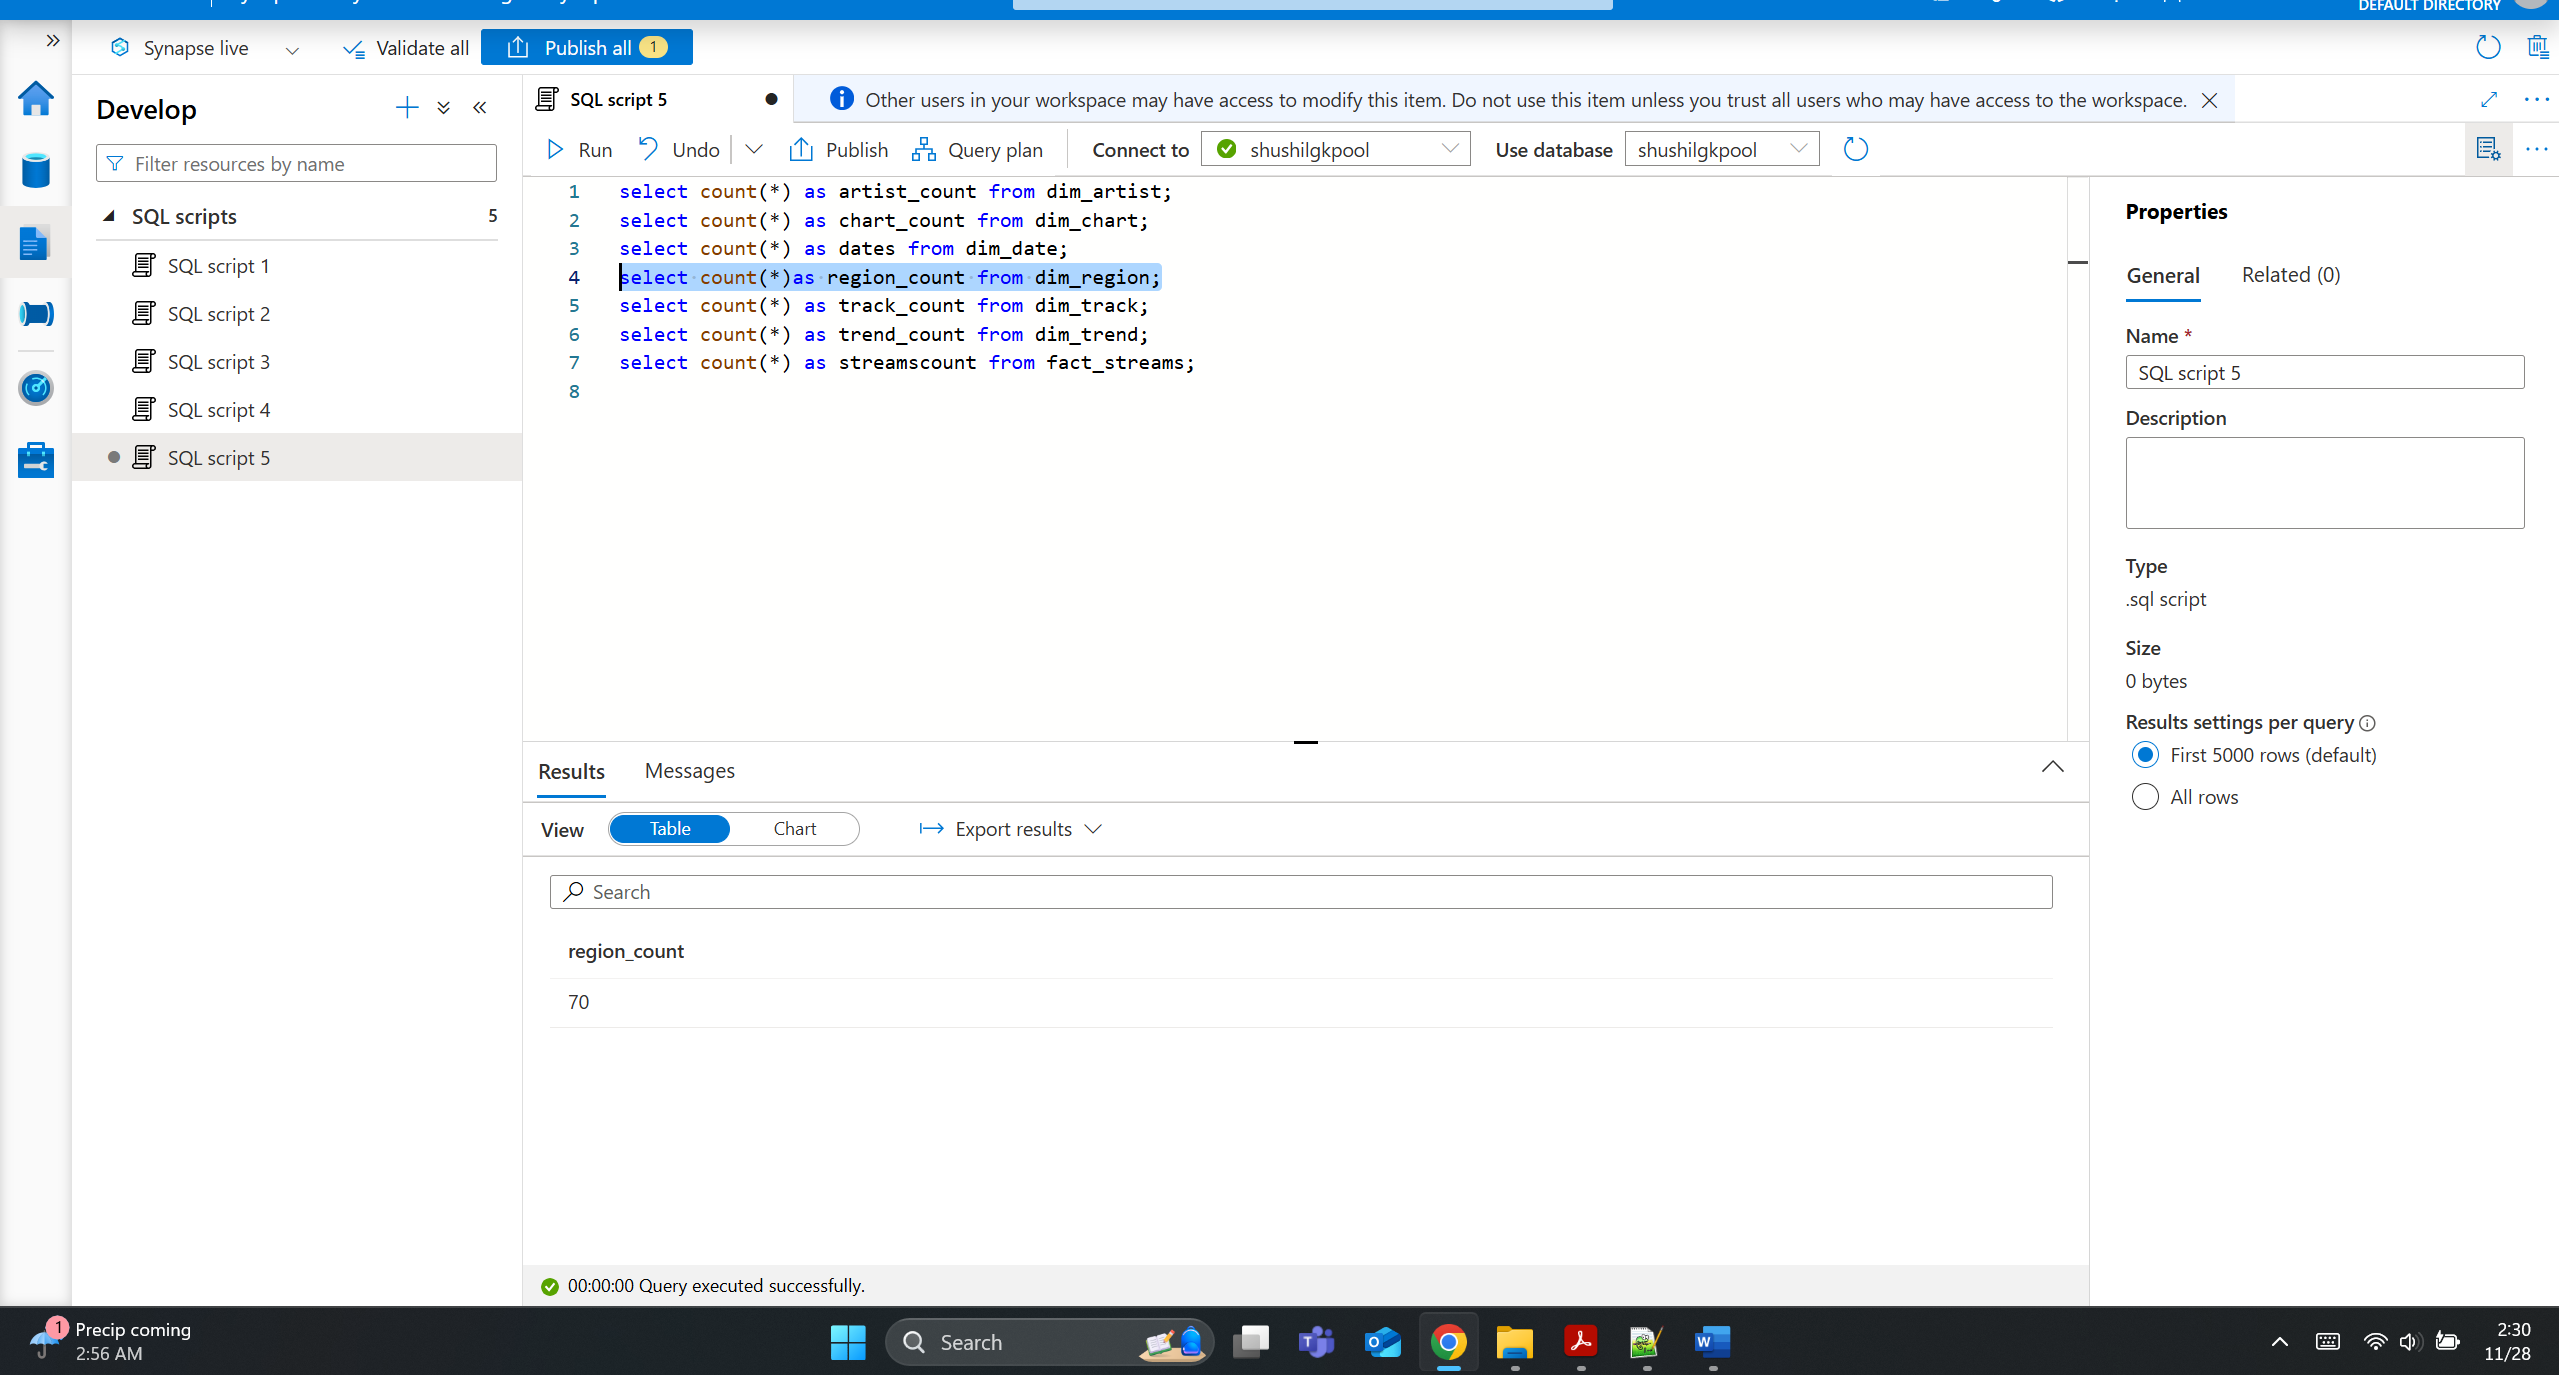 DEFAULT DIRECTORY
Synapse live
Validate all
Publish all 1
Develop
Filter resources by name
SQL scripts 5
SQL script 1
SQL script 2
SQL script 3
SQL script 4
SQL script 5
SQL script 5
Other users in your workspace may have access to modify this item. Do not use this item unless you trust all users who may have access to the workspace.
Run Undo Publish Query plan Connect to shushilgkpool Use database shushilgkpool
1 select count(*) as artist_count from dim_artist;
2 select count(*) as chart_count from dim_chart;
3 select count(*) as dates from dim_date;
4 select count(*)as region_count from dim_region;
5 select count(*) as track_count from dim_track;
6 select count(*) as trend_count from dim_trend;
7 select count(*) as streamscount from fact_streams;
8
Results Messages
View Table Chart Export results
Search
region_count
70
00:00:00 Query executed successfully.
Properties
General Related (0)
Name *
SQL script 5
Description
Type
.sql script
Size
0 bytes
Results settings per query
First 5000 rows (default)
All rows
1 Precip coming
2:56 AM
Search
2:30
11/28